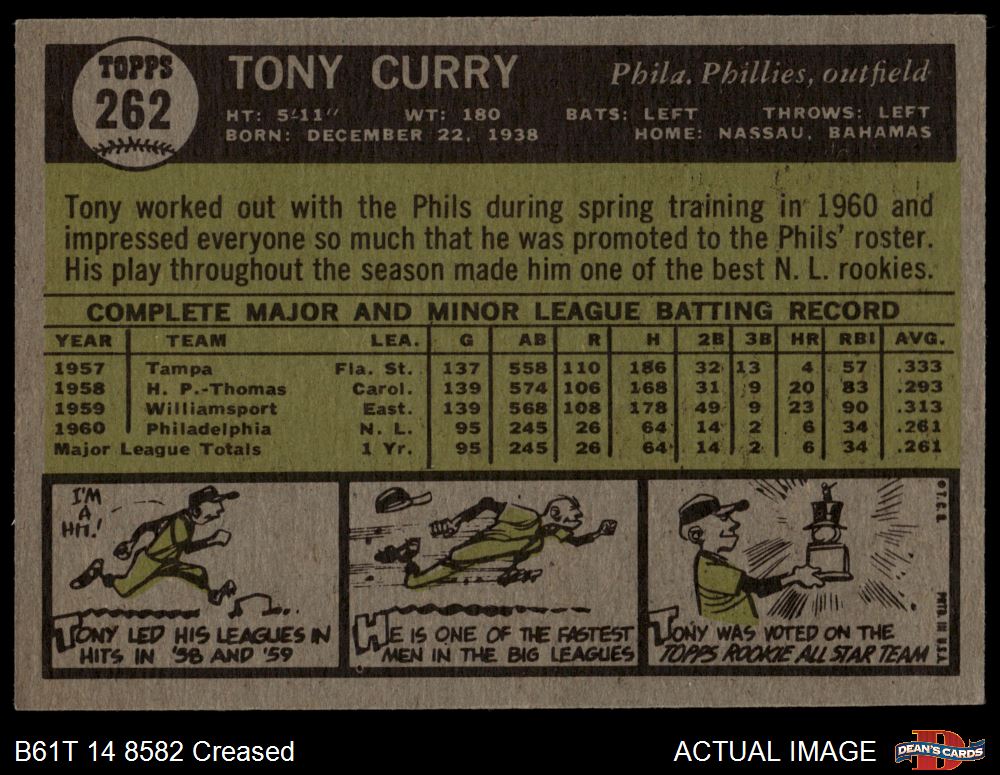 TOPPS
262
TONY CURRY
Phila. Phillies, outfield
HT: 5'11" WT: 180 BATS: LEFT THROWS: LEFT
BORN: DECEMBER 22, 1938 HOME: NASSAU, BAHAMAS
Tony worked out with the Phils during spring training in 1960 and
impressed everyone so much that he was promoted to the Phils' roster.
His play throughout the season made him one of the best N. L. rookies.
COMPLETE MAJOR AND MINOR LEAGUE BATTING RECORD
YEAR TEAM LEA. G AB R H 2B 3B HR RBI AVG.
1957 Tampa Fla. St. 137 558 110 186 32 13 4 57 .333
1958 H. P.-Thomas Carol. 139 574 106 168 31 9 20 83 .293
1959 Williamsport East. 139 568 108 178 49 9 23 90 .313
1960 Philadelphia N. L. 95 245 26 64 14 2 6 34 .261
Major League Totals 1 Yr. 95 245 26 64 14 2 6 34 .261
I'M
A
HIT!
TONY LED HIS LEAGUES IN
HITS IN '58 AND '59
HE IS ONE OF THE FASTEST
MEN IN THE BIG LEAGUES
TONY WAS VOTED ON THE
TOPPS ROOKIE ALL STAR TEAM
© T.C.G.
PRTD. IN U.S.A.
B61T 14 8582 Creased
ACTUAL IMAGE
DEAN'S CARDS